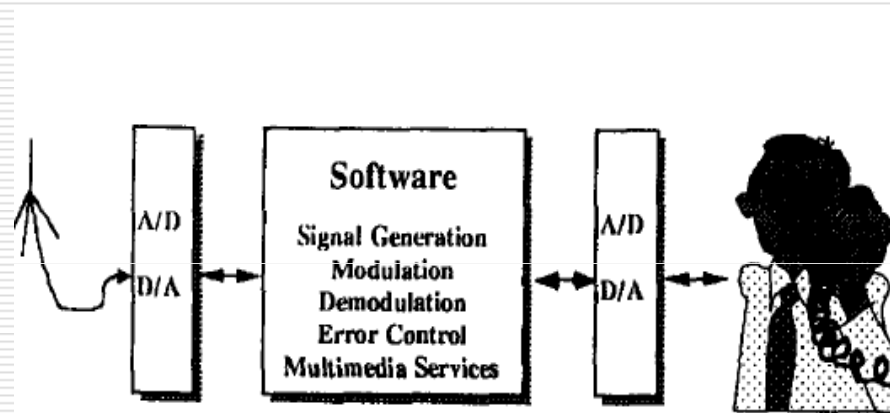 A/D
D/A
Software
Signal Generation
Modulation
Demodulation
Error Control
Multimedia Services
A/D
D/A